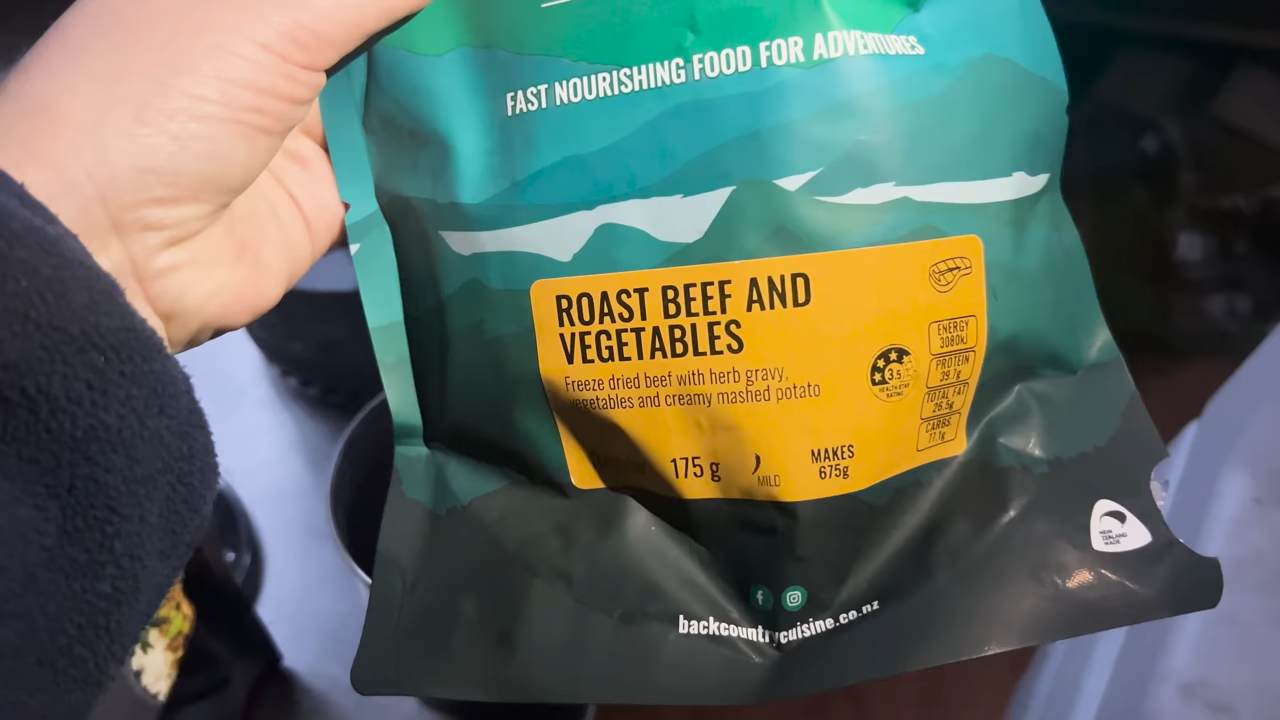 FAST NOURISHING FOOD FOR ADVENTURES
ROAST BEEF AND
VEGETABLES
Freeze dried beef with herb gravy,
vegetables and creamy mashed potato
3.5
HEALTH STAR
RATING
ENERGY
3080kJ
PROTEIN
39.7g
TOTAL FAT
26.5g
CARBS.
77.1g
175 g
MILD
MAKES
675g
NEW
ZEALAND
MADE
backcountrycuisine.co.nz